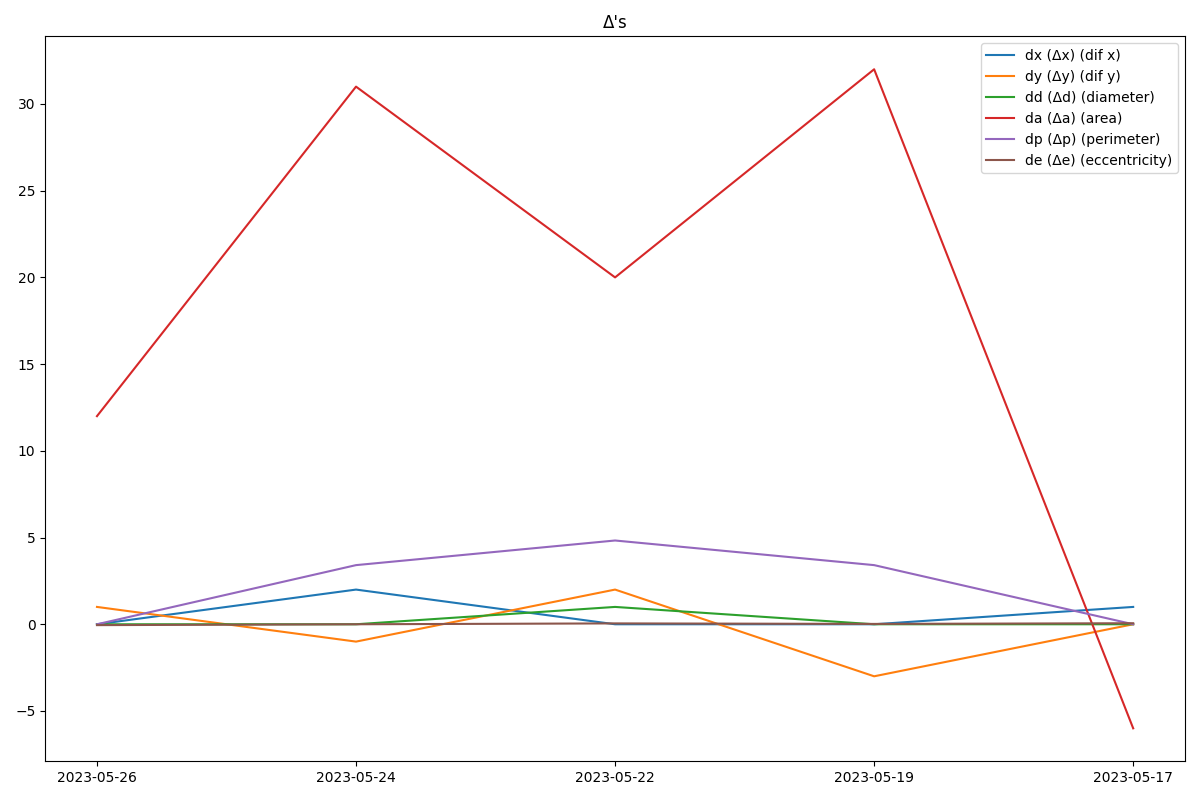 Δ's
dx (Δx) (dif x)
dy (Δy) (dif y)
dd (Δd) (diameter)
da (Δa) (area)
dp (Δp) (perimeter)
de (Δe) (eccentricity)
30
25
20
15
10
5
0
−5
2023-05-26 2023-05-24 2023-05-22 2023-05-19 2023-05-17